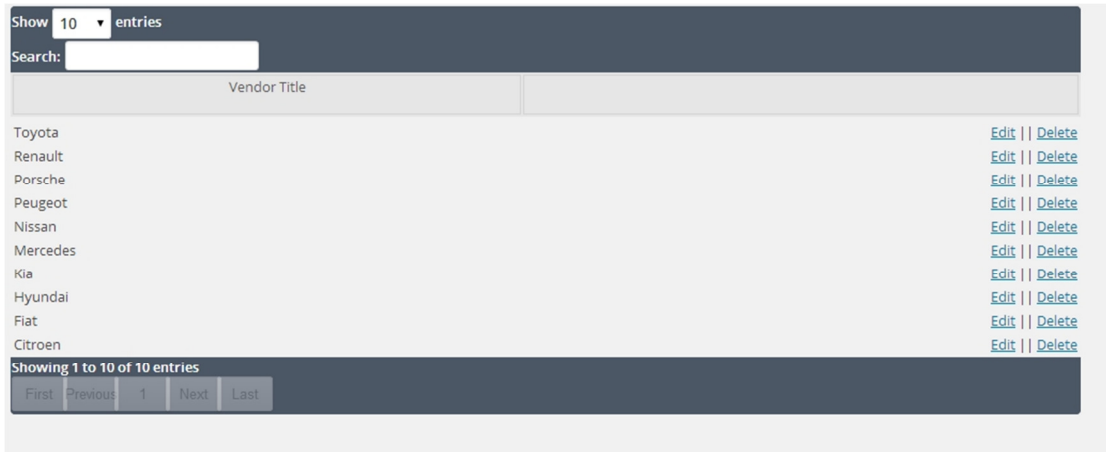 Show 10 entries
Search:
Vendor Title
Toyota Edit || Delete
Renault Edit || Delete
Porsche Edit || Delete
Peugeot Edit || Delete
Nissan Edit || Delete
Mercedes Edit || Delete
Kia Edit || Delete
Hyundai Edit || Delete
Fiat Edit || Delete
Citroen Edit || Delete
Showing 1 to 10 of 10 entries
First Previous 1 Next Last